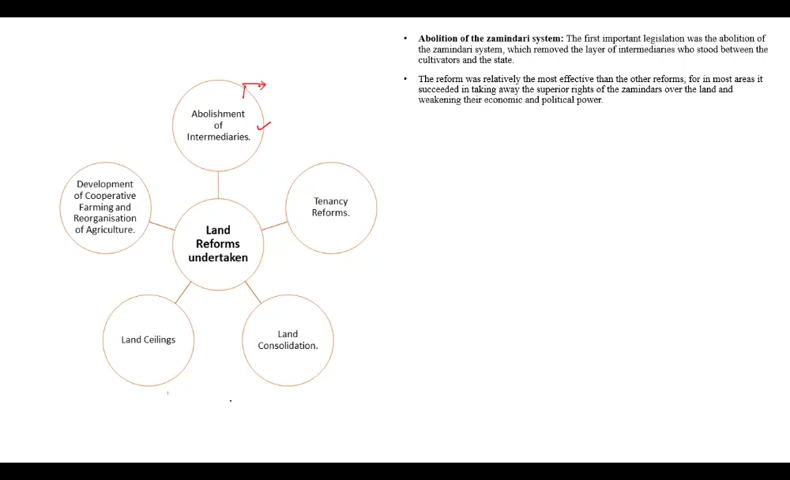 • Abolition of the zamindari system: The first important legislation was the abolition of
the zamindari system, which removed the layer of intermediaries who stood between the
cultivators and the state.
• The reform was relatively the most effective than the other reforms, for in most areas it
succeeded in taking away the superior rights of the zamindars over the land and
weakening their economic and political power.
Abolishment
of
Intermediaries.
Development
of Cooperative
Farming and
Reorganisation
of Agriculture.
Tenancy
Reforms.
Land
Reforms
undertaken
Land Ceilings
Land
Consolidation.